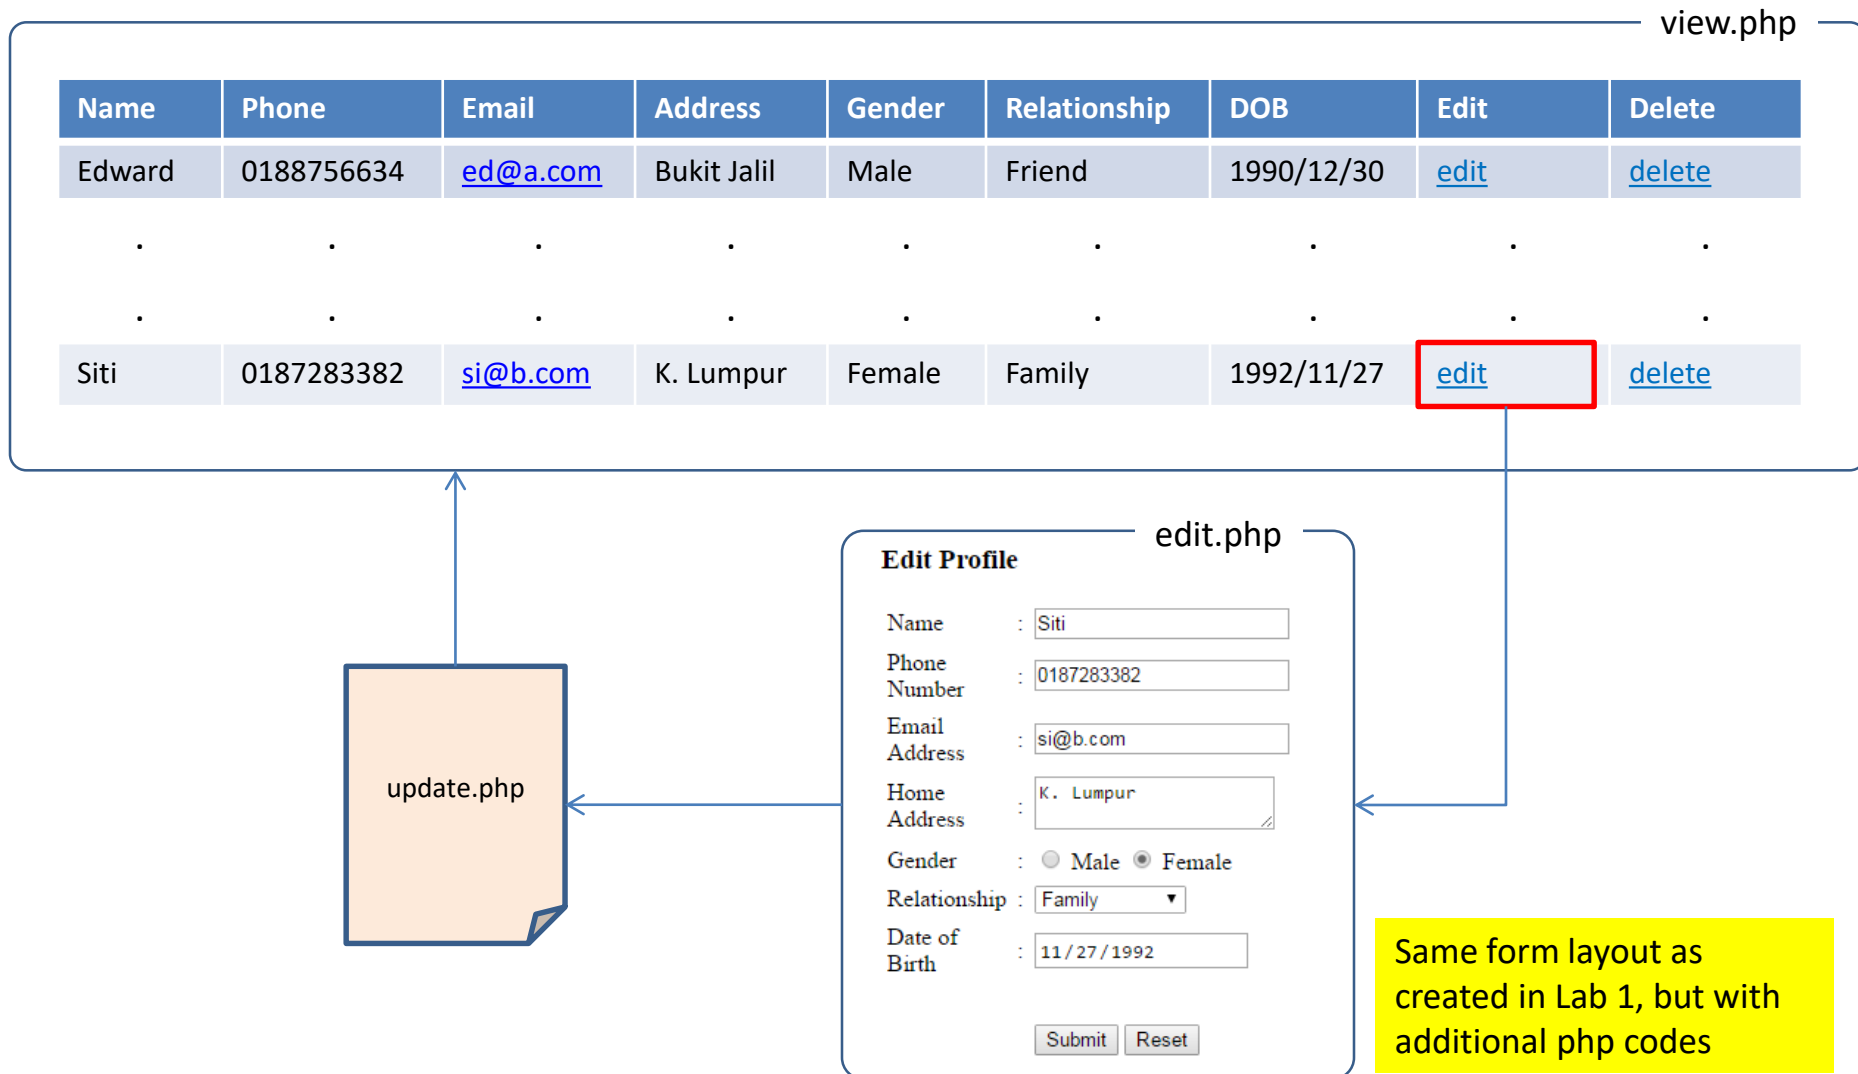 view.php
Name Phone Email Address Gender Relationship DOB Edit Delete
Edward 0188756634 ed@a.com Bukit Jalil Male Friend 1990/12/30 edit delete
. . . . . . . . .
. . . . . . . . .
Siti 0187283382 si@b.com K. Lumpur Female Family 1992/11/27 edit delete
edit.php
Edit Profile
Name : Siti
Phone
Number : 0187283382
Email
Address : si@b.com
Home
Address : K. Lumpur
Gender : Male Female
Relationship : Family
Date of
Birth : 11/27/1992
Submit Reset
update.php
Same form layout as
created in Lab 1, but with
additional php codes